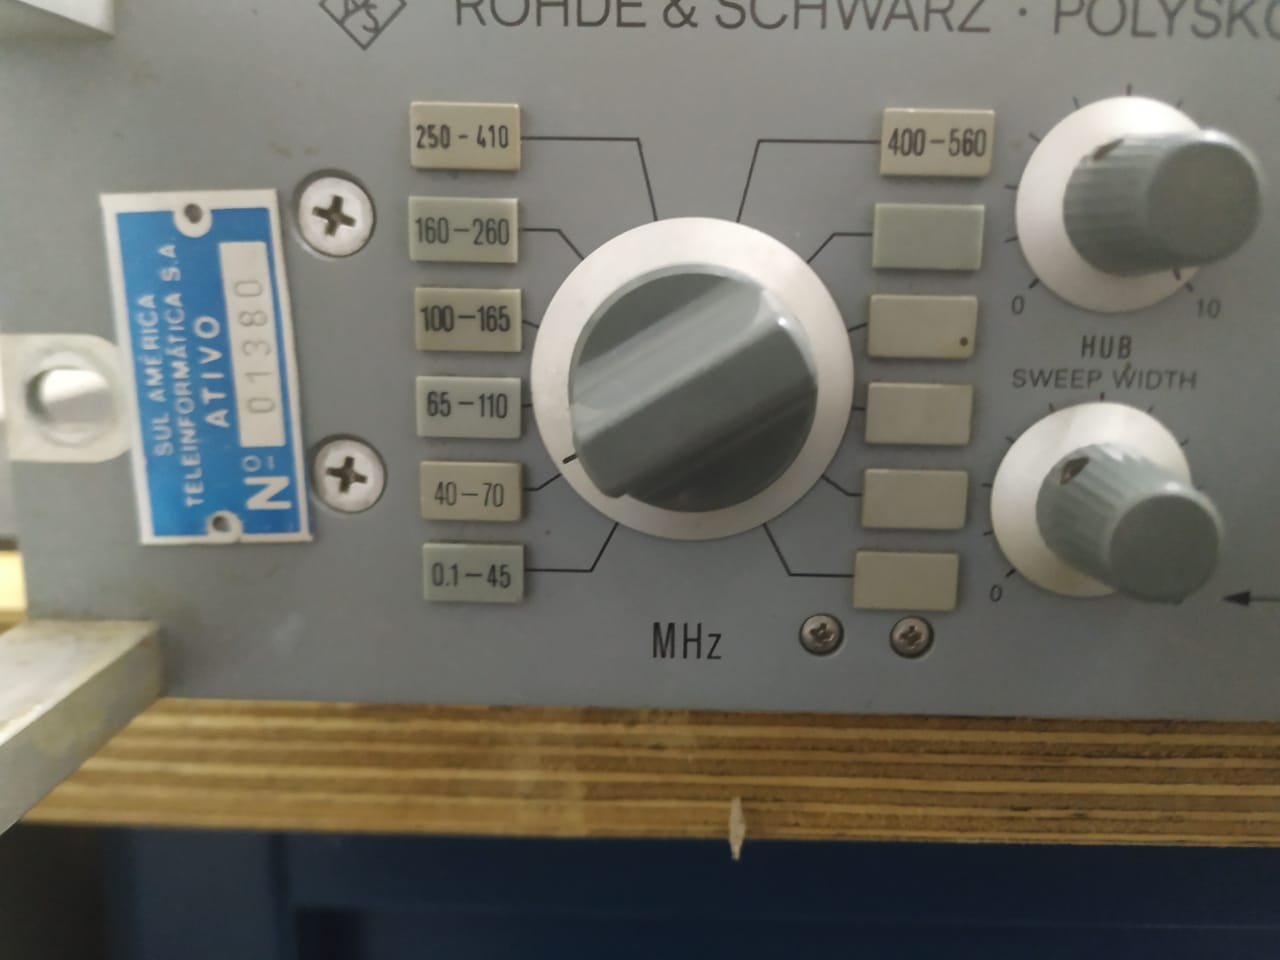 ROHDE & SCHWARZ · POLYSKO
250 - 410
400-560
160-260
100-165
65-110
40-70
0.1-45
MHz
0
10
HUB
SWEEP WIDTH
0
SUL AMÉRICA
TELEINFORMÁTICA S.A.
ATIVO
Nº 01380